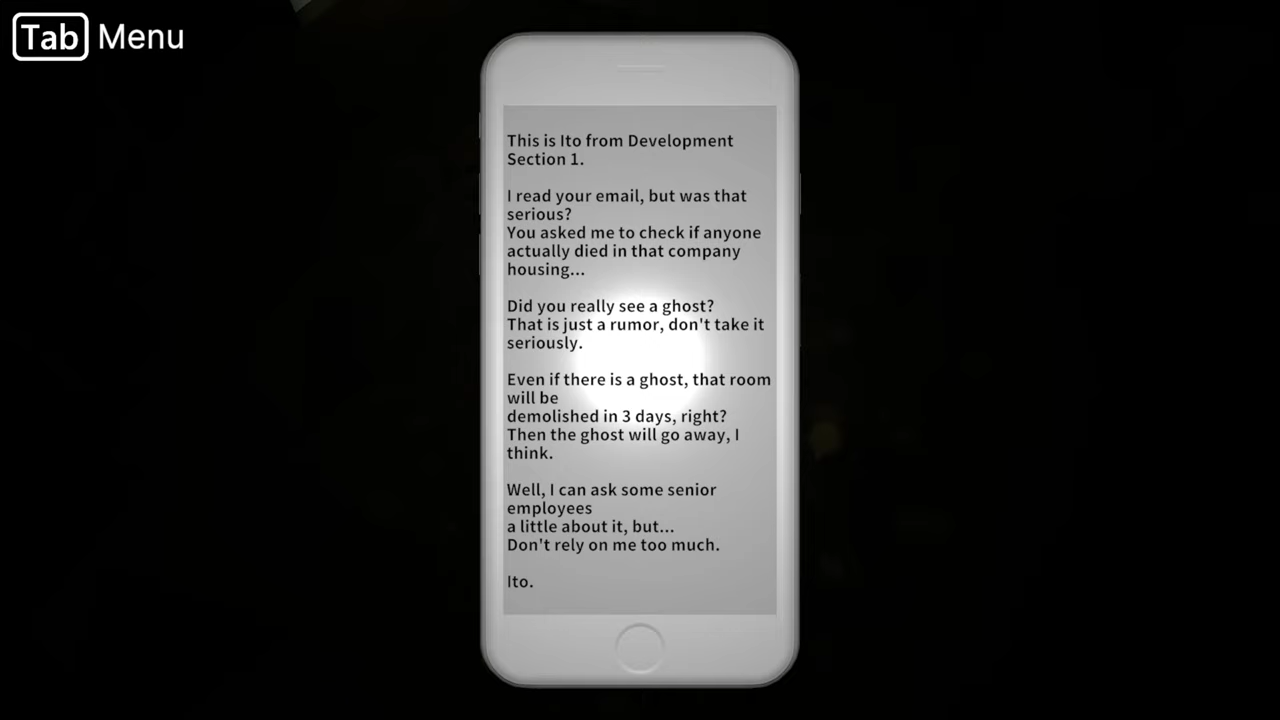 Tab Menu
This is Ito from Development
Section 1.
I read your email, but was that
serious?
You asked me to check if anyone
actually died in that company
housing...
Did you really see a ghost?
That is just a rumor, don't take it
seriously.
Even if there is a ghost, that room
will be
demolished in 3 days, right?
Then the ghost will go away, I
think.
Well, I can ask some senior
employees
a little about it, but...
Don't rely on me too much.
Ito.